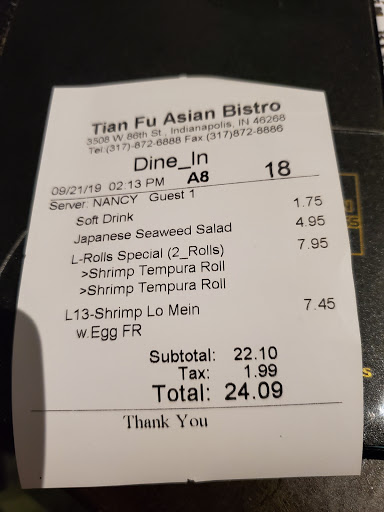 Tian Fu Asian Bistro
3508 W 86th St., Indianapolis, IN 46268
Tel:(317)-872-6888 Fax:(317)872-8886
Dine_In
09/21/19 02:13 PM A8 18
Server: NANCY Guest 1
Soft Drink 1.75
Japanese Seaweed Salad 4.95
L-Rolls Special (2_Rolls) 7.95
>Shrimp Tempura Roll
>Shrimp Tempura Roll
L13-Shrimp Lo Mein 7.45
w.Egg FR
Subtotal: 22.10
Tax: 1.99
Total: 24.09
Thank You